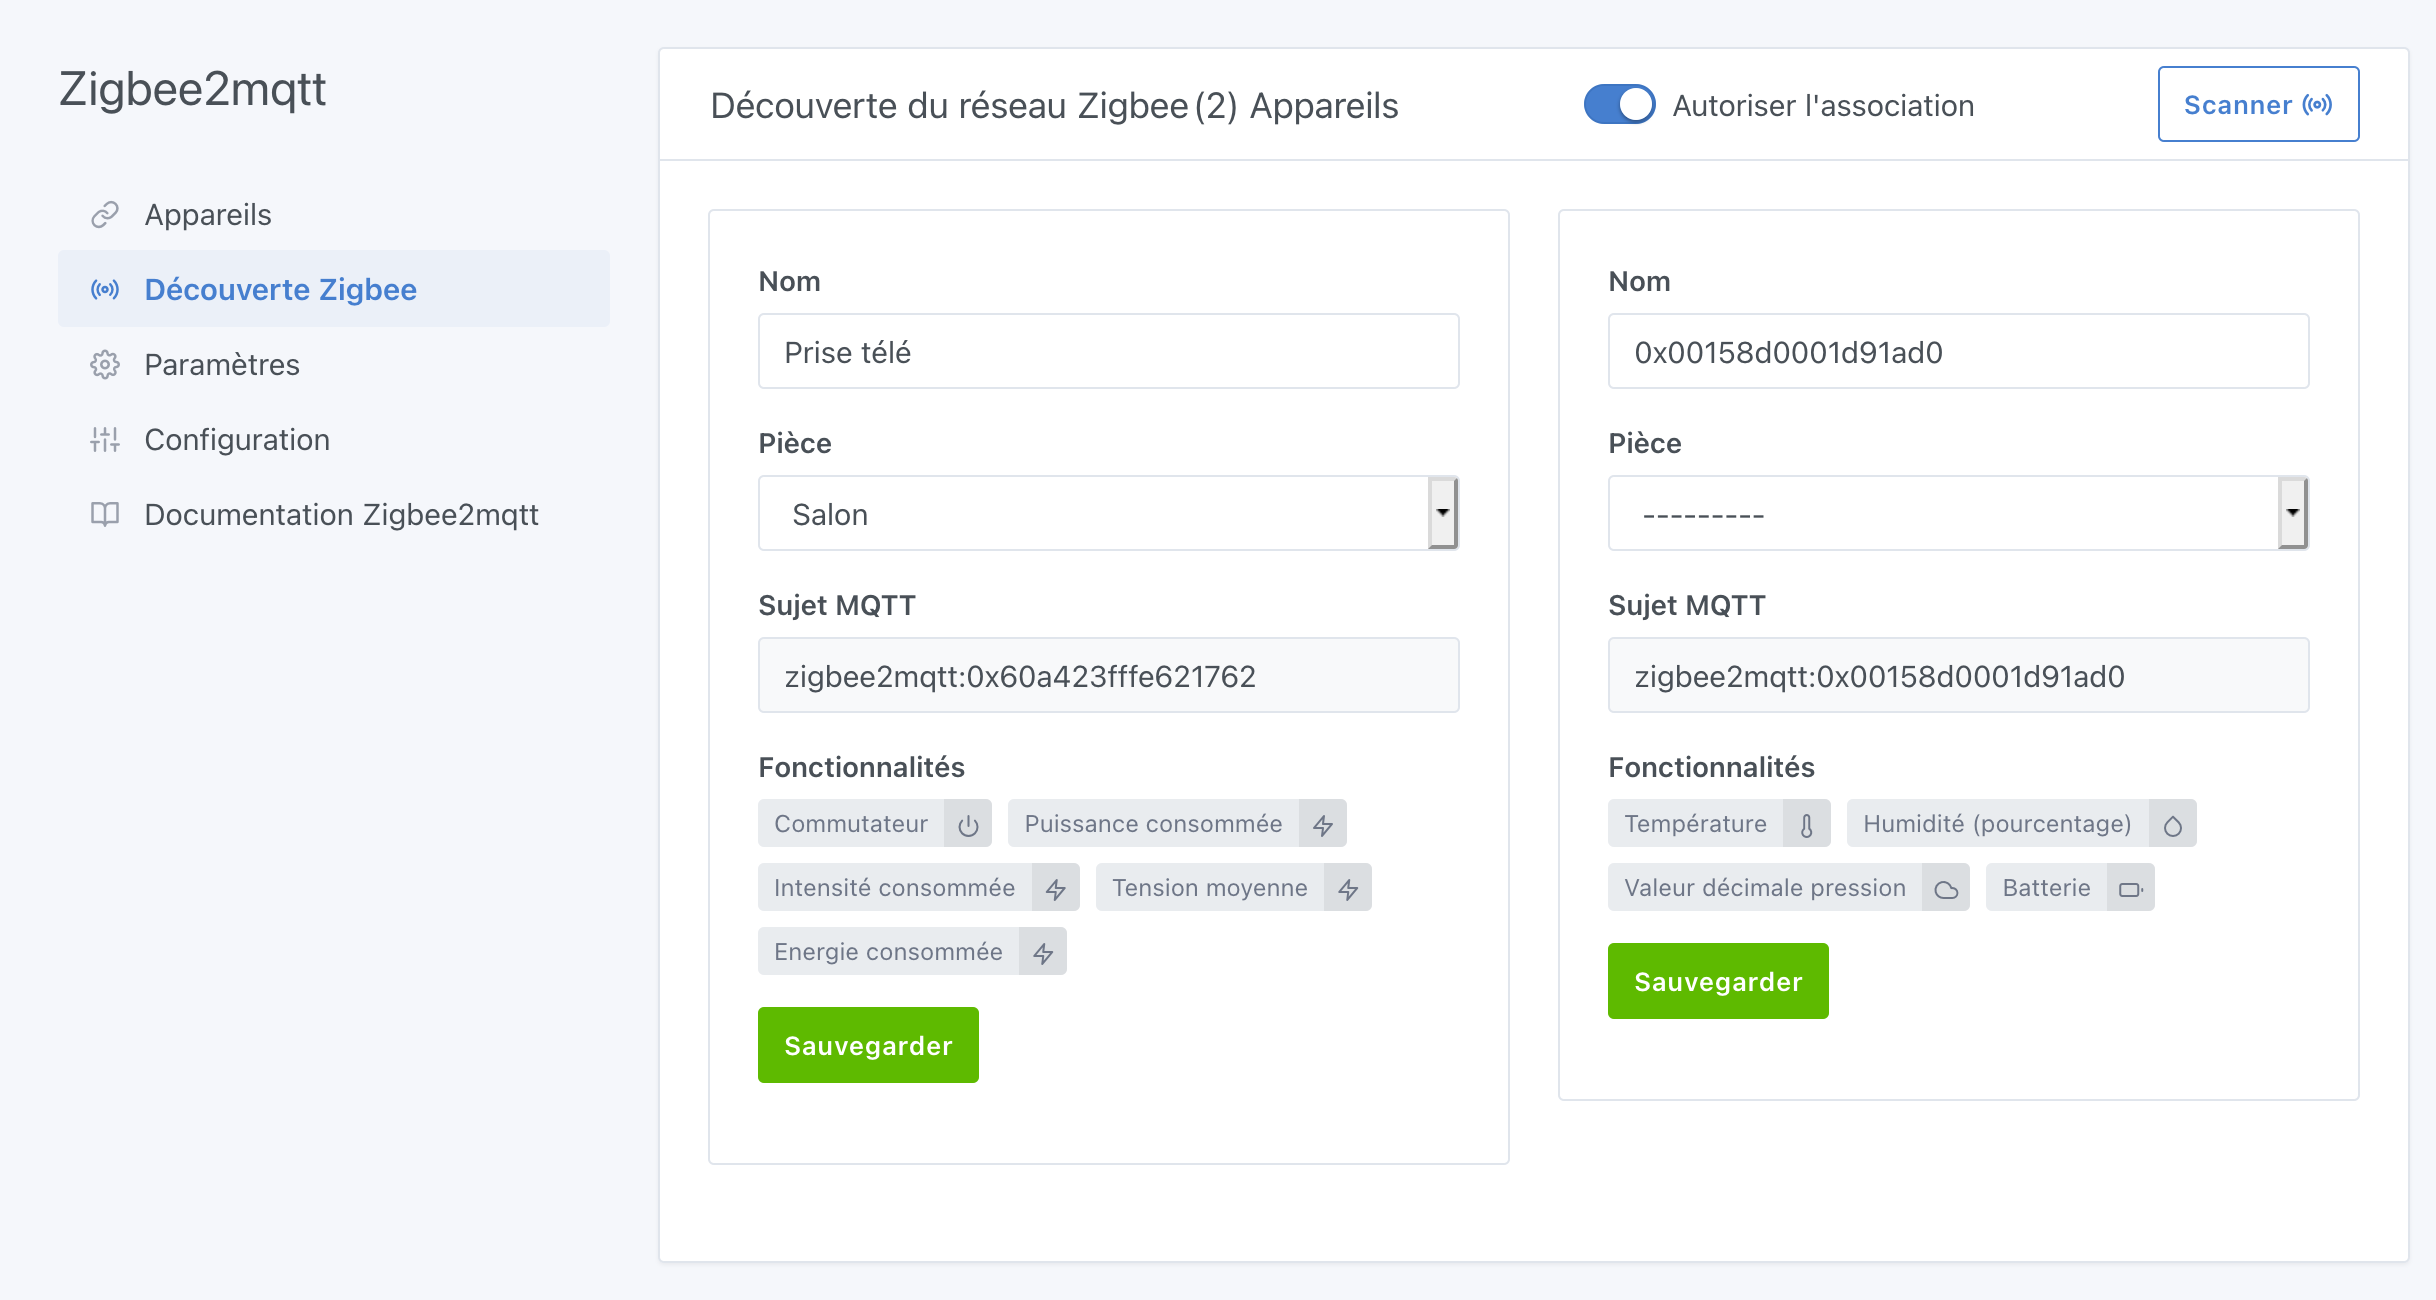 Zigbee2mqtt
Appareils
Découverte Zigbee
Paramètres
Configuration
Documentation Zigbee2mqtt
Découverte du réseau Zigbee (2) Appareils
Autoriser l'association
Scanner
Nom
Prise télé
Pièce
Salon
Sujet MQTT
zigbee2mqtt:0x60a423fffe621762
Fonctionnalités
Commutateur
Puissance consommée
Intensité consommée
Tension moyenne
Energie consommée
Sauvegarder
Nom
0x00158d0001d91ad0
Pièce
---------
Sujet MQTT
zigbee2mqtt:0x00158d0001d91ad0
Fonctionnalités
Température
Humidité (pourcentage)
Valeur décimale pression
Batterie
Sauvegarder